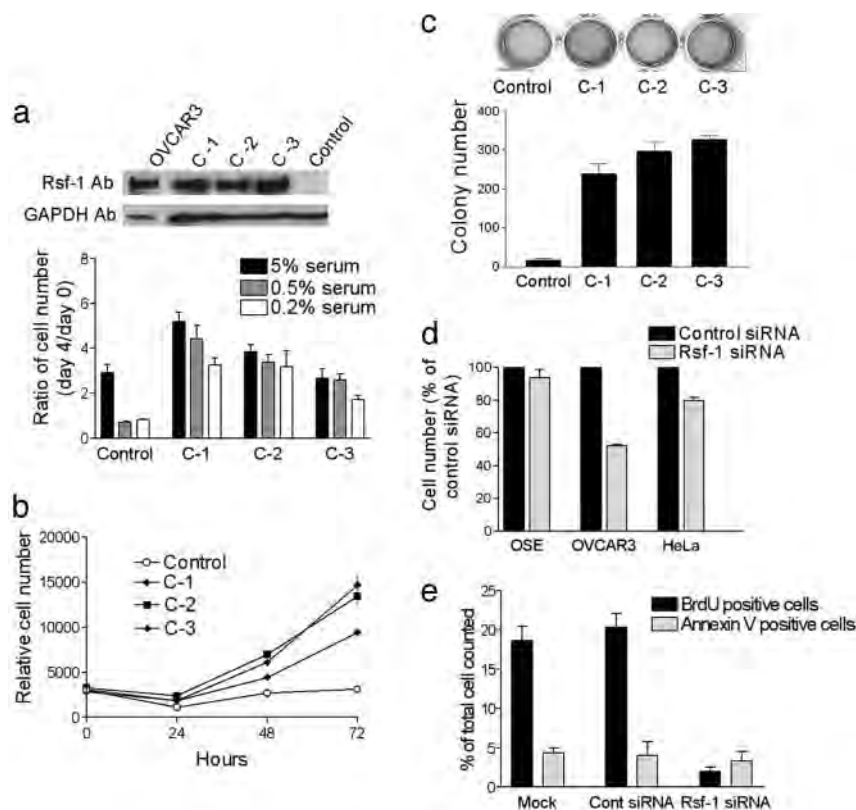 a
OVCAR3 C-1 C-2 C-3 Control
Rsf-1 Ab
GAPDH Ab
Ratio of cell number
(day 4/day 0)
8
6
4
2
0
5% serum
0.5% serum
0.2% serum
Control C-1 C-2 C-3
b
Relative cell number
20000
15000
10000
5000
0
Control
C-1
C-2
C-3
0 24 48 72
Hours
c
Control C-1 C-2 C-3
Colony number
400
300
200
100
0
Control C-1 C-2 C-3
d
Control siRNA
Rsf-1 siRNA
Cell number (% of
control siRNA)
100
80
60
40
20
0
OSE OVCAR3 HeLa
e
BrdU positive cells
Annexin V positive cells
% of total cell counted
25
20
15
10
5
0
Mock Cont siRNA Rsf-1 siRNA